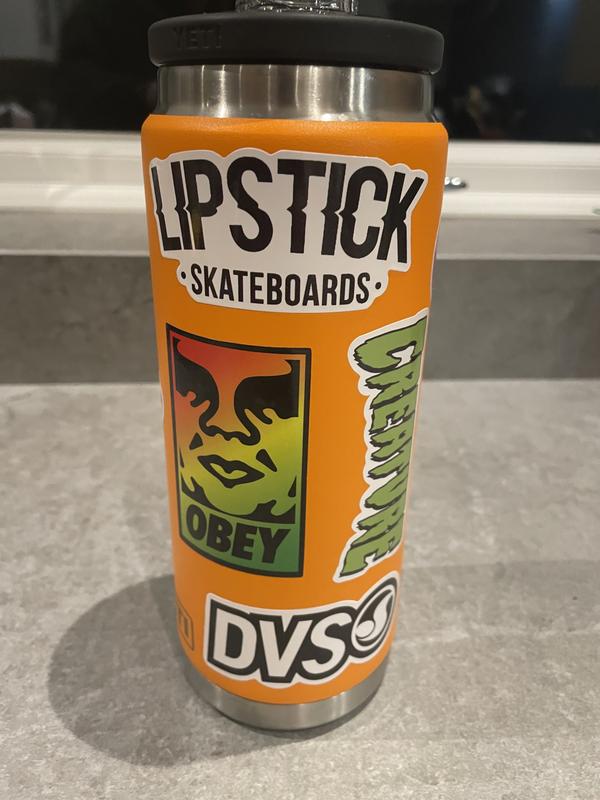 YETI
LIPSTICK
·SKATEBOARDS·
OBEY
CREATURE
DVS